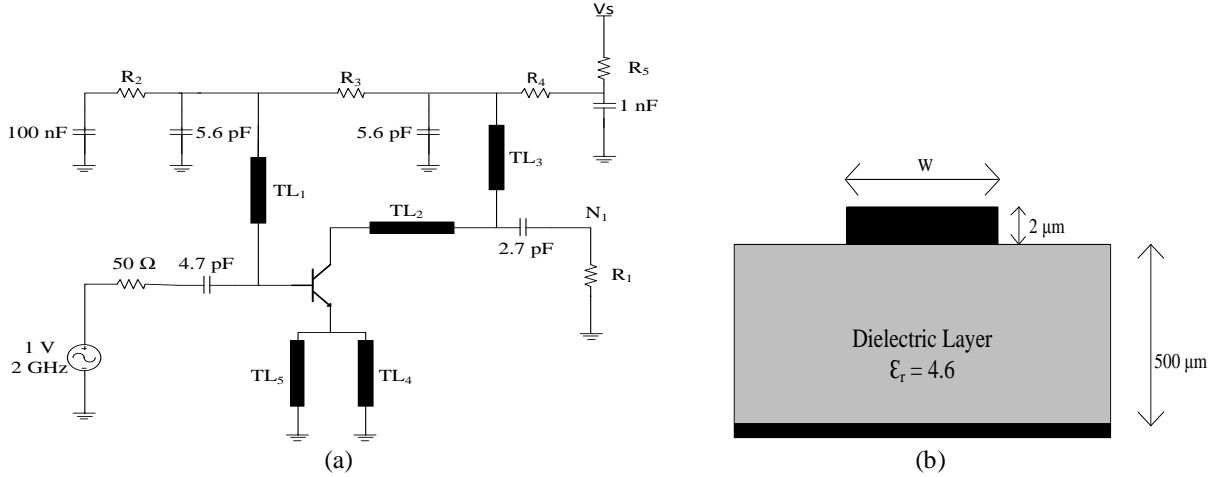 Vs
R2
R3
R4
R5
1 nF
100 nF
5.6 pF
5.6 pF
TL1
TL3
TL2
N1
2.7 pF
R1
50 Ω
4.7 pF
1 V
2 GHz
TL5
TL4
(a)
W
2 μm
Dielectric Layer
Ɛr = 4.6
500 μm
(b)